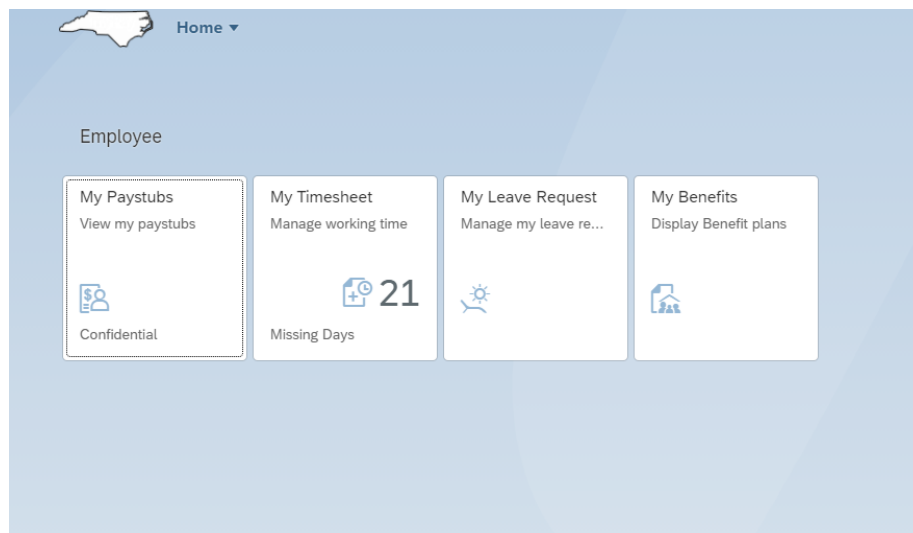 Home
Employee
My Paystubs
View my paystubs
Confidential
My Timesheet
Manage working time
21
Missing Days
My Leave Request
Manage my leave re...
My Benefits
Display Benefit plans